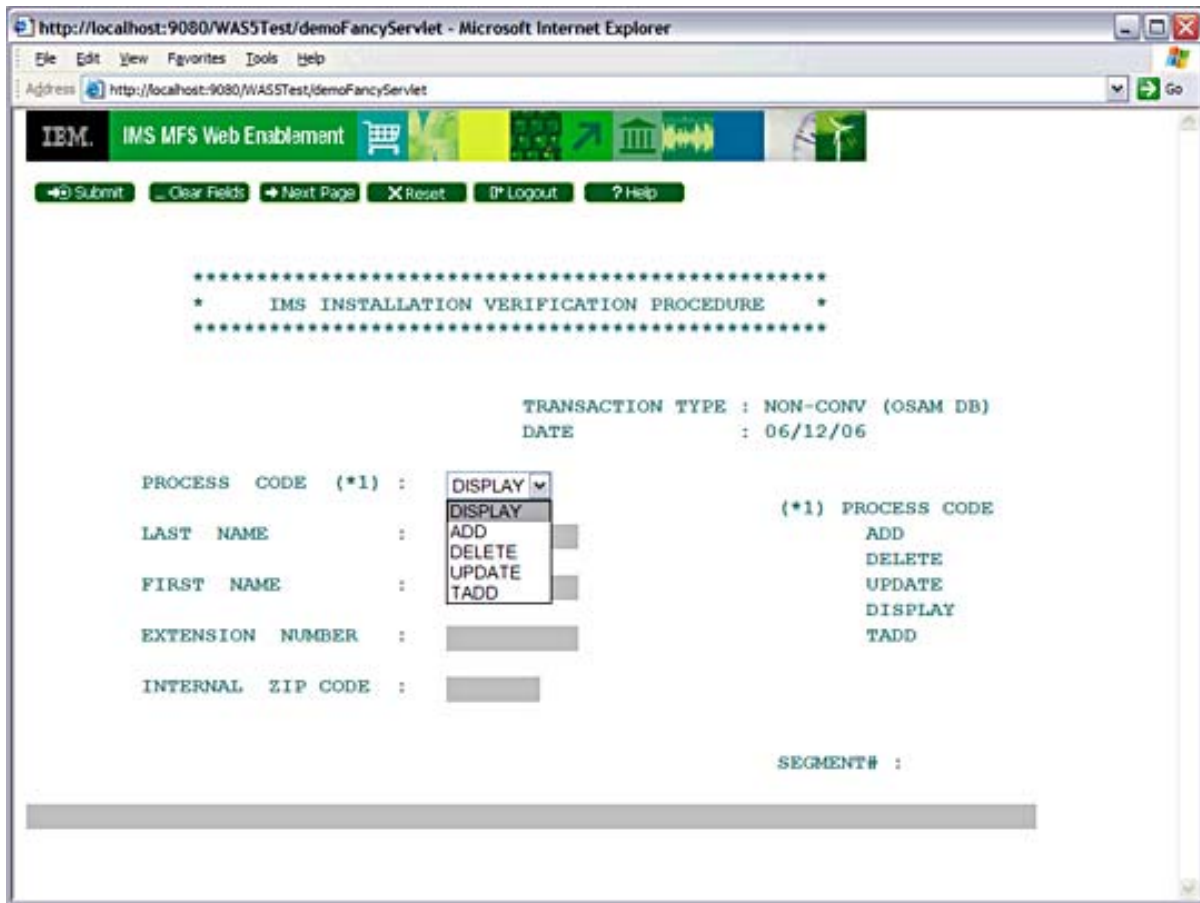 http://localhost:9080/WAS5Test/demoFancyServlet - Microsoft Internet Explorer
File Edit View Favorites Tools Help
Address http://localhost:9080/WAS5Test/demoFancyServlet Go
IBM. IMS MFS Web Enablement
Submit Clear Fields Next Page Reset Logout ? Help
**************************************************
* IMS INSTALLATION VERIFICATION PROCEDURE *
**************************************************
TRANSACTION TYPE : NON-CONV (OSAM DB)
DATE : 06/12/06
PROCESS CODE (*1) : DISPLAY
DISPLAY
ADD
DELETE
UPDATE
TADD
LAST NAME :
FIRST NAME :
EXTENSION NUMBER :
INTERNAL ZIP CODE :
(*1) PROCESS CODE
ADD
DELETE
UPDATE
DISPLAY
TADD
SEGMENT# :